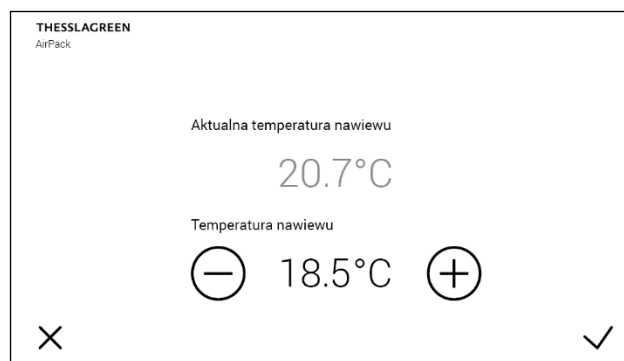 THESSLAGREEN
AirPack
Aktualna temperatura nawiewu
20.7°C
Temperatura nawiewu
18.5°C